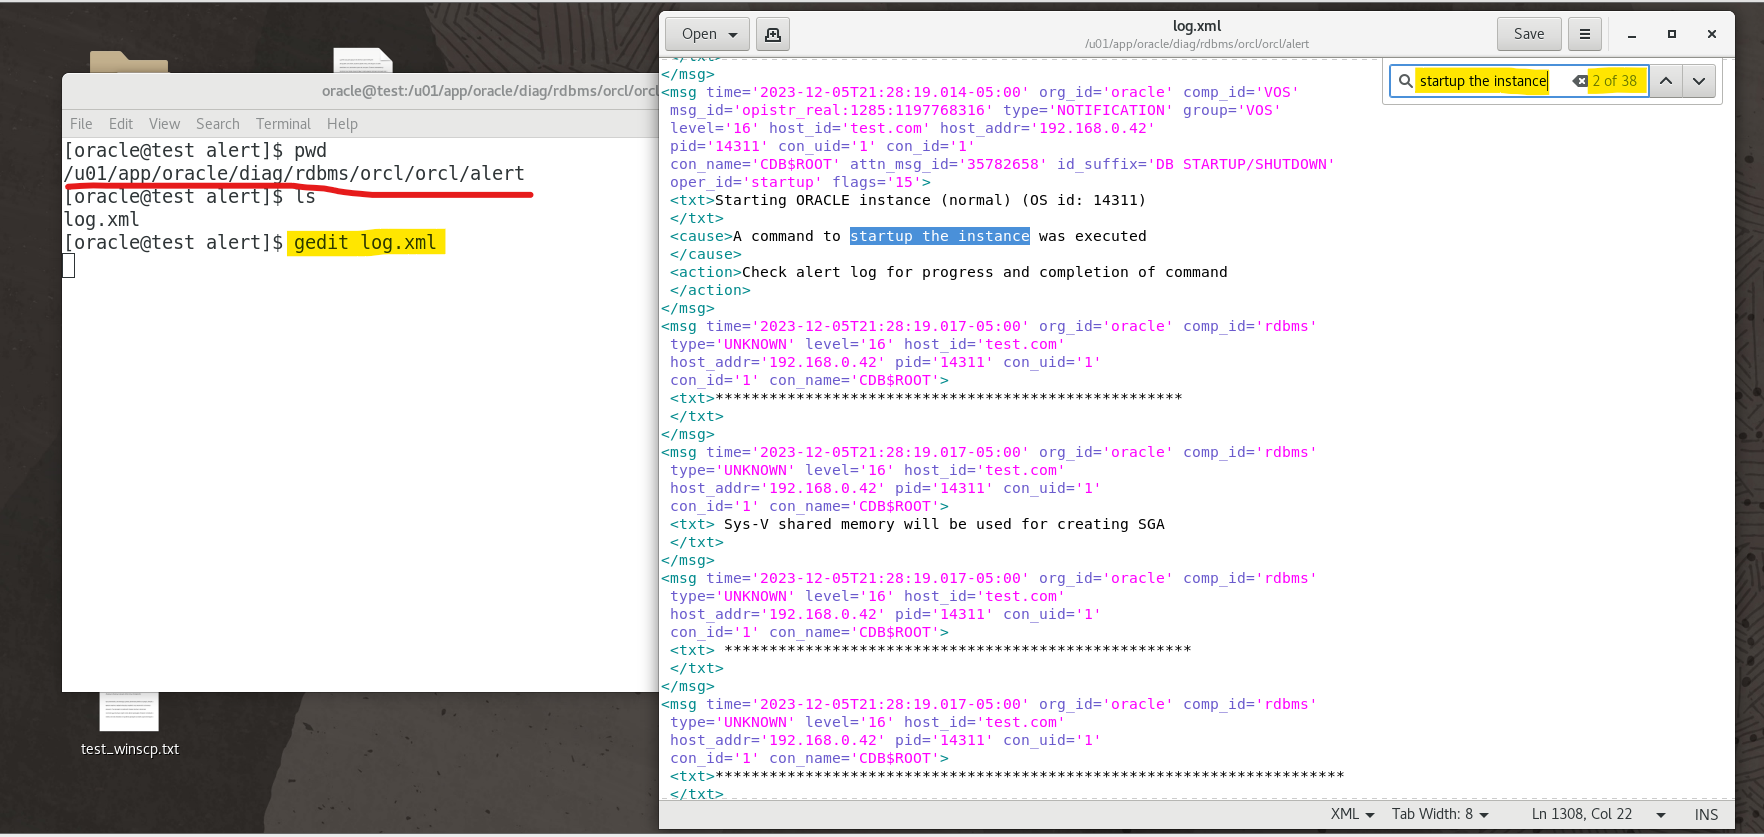 oracle@test:/u01/app/oracle/diag/rdbms/orcl/orcl
File Edit View Search Terminal Help
[oracle@test alert]$ pwd
/u01/app/oracle/diag/rdbms/orcl/orcl/alert
[oracle@test alert]$ ls
log.xml
[oracle@test alert]$ gedit log.xml
test_winscp.txt
Open
log.xml
/u01/app/oracle/diag/rdbms/orcl/orcl/alert
Save
startup the instance
2 of 38
</txt>
</msg>
<msg time='2023-12-05T21:28:19.014-05:00' org_id='oracle' comp_id='VOS'
msg_id='opistr_real:1285:1197768316' type='NOTIFICATION' group='VOS'
level='16' host_id='test.com' host_addr='192.168.0.42'
pid='14311' con_uid='1' con_id='1'
con_name='CDB$ROOT' attn_msg_id='35782658' id_suffix='DB STARTUP/SHUTDOWN'
oper_id='startup' flags='15'>
<txt>Starting ORACLE instance (normal) (OS id: 14311)
</txt>
<cause>A command to startup the instance was executed
</cause>
<action>Check alert log for progress and completion of command
</action>
</msg>
<msg time='2023-12-05T21:28:19.017-05:00' org_id='oracle' comp_id='rdbms'
type='UNKNOWN' level='16' host_id='test.com'
host_addr='192.168.0.42' pid='14311' con_uid='1'
con_id='1' con_name='CDB$ROOT'>
<txt>****************************************************
</txt>
</msg>
<msg time='2023-12-05T21:28:19.017-05:00' org_id='oracle' comp_id='rdbms'
type='UNKNOWN' level='16' host_id='test.com'
host_addr='192.168.0.42' pid='14311' con_uid='1'
con_id='1' con_name='CDB$ROOT'>
<txt> Sys-V shared memory will be used for creating SGA
</txt>
</msg>
<msg time='2023-12-05T21:28:19.017-05:00' org_id='oracle' comp_id='rdbms'
type='UNKNOWN' level='16' host_id='test.com'
host_addr='192.168.0.42' pid='14311' con_uid='1'
con_id='1' con_name='CDB$ROOT'>
<txt> ****************************************************
</txt>
</msg>
<msg time='2023-12-05T21:28:19.017-05:00' org_id='oracle' comp_id='rdbms'
type='UNKNOWN' level='16' host_id='test.com'
host_addr='192.168.0.42' pid='14311' con_uid='1'
con_id='1' con_name='CDB$ROOT'>
<txt>**********************************************************************
</txt>
XML Tab Width: 8 Ln 1308, Col 22 INS